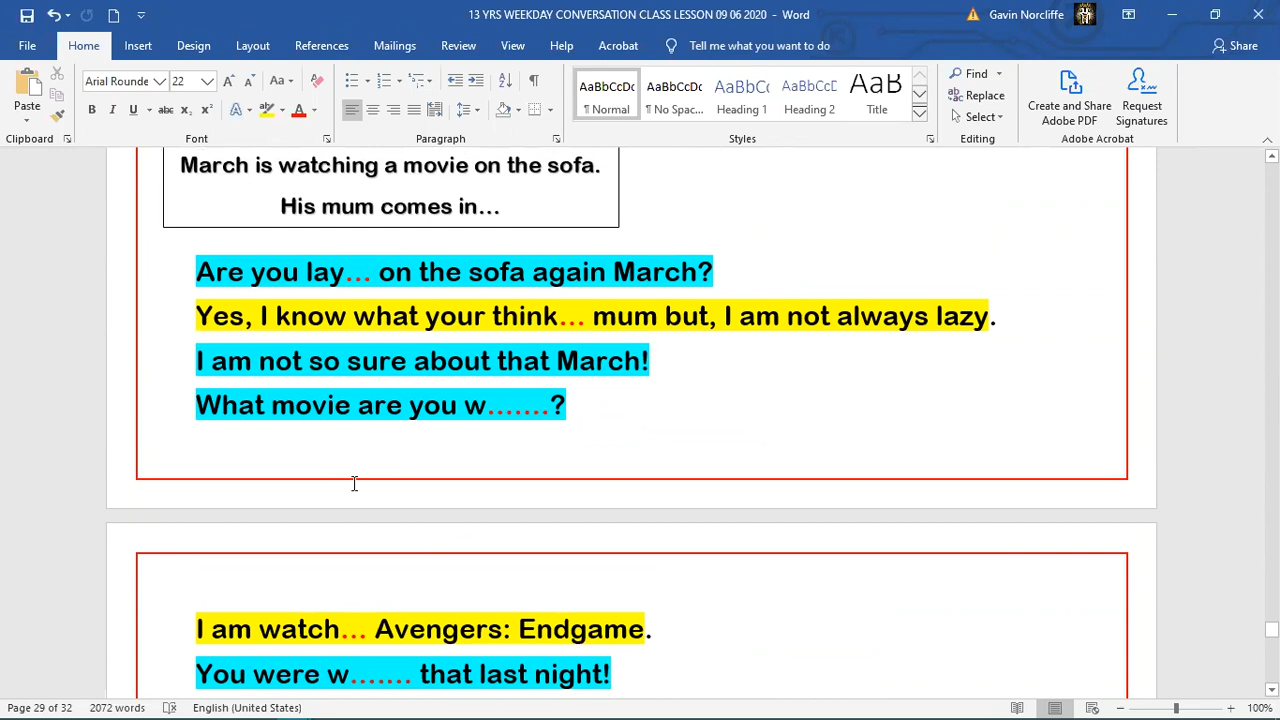 13 YRS WEEKDAY CONVERSATION CLASS LESSON 09 06 2020 - Word
Gavin Norcliffe
File Home Insert Design Layout References Mailings Review View Help Acrobat Tell me what you want to do Share
Arial Rounde 22 Aa
Paste
B I U abc x₂ x² A A
AaBbCcDc AaBbCcDc AaBbCcD AaBbCcD AaB
¶ Normal ¶ No Spac... Heading 1 Heading 2 Title
Find
Replace
Select
Create and Share
Adobe PDF
Request
Signatures
Clipboard Font Paragraph Styles Editing Adobe Acrobat
March is watching a movie on the sofa.
His mum comes in…
Are you lay… on the sofa again March?
Yes, I know what your think… mum but, I am not always lazy.
I am not so sure about that March!
What movie are you w…….?
I am watch… Avengers: Endgame.
You were w……. that last night!
Page 29 of 32 2072 words English (United States) 100%